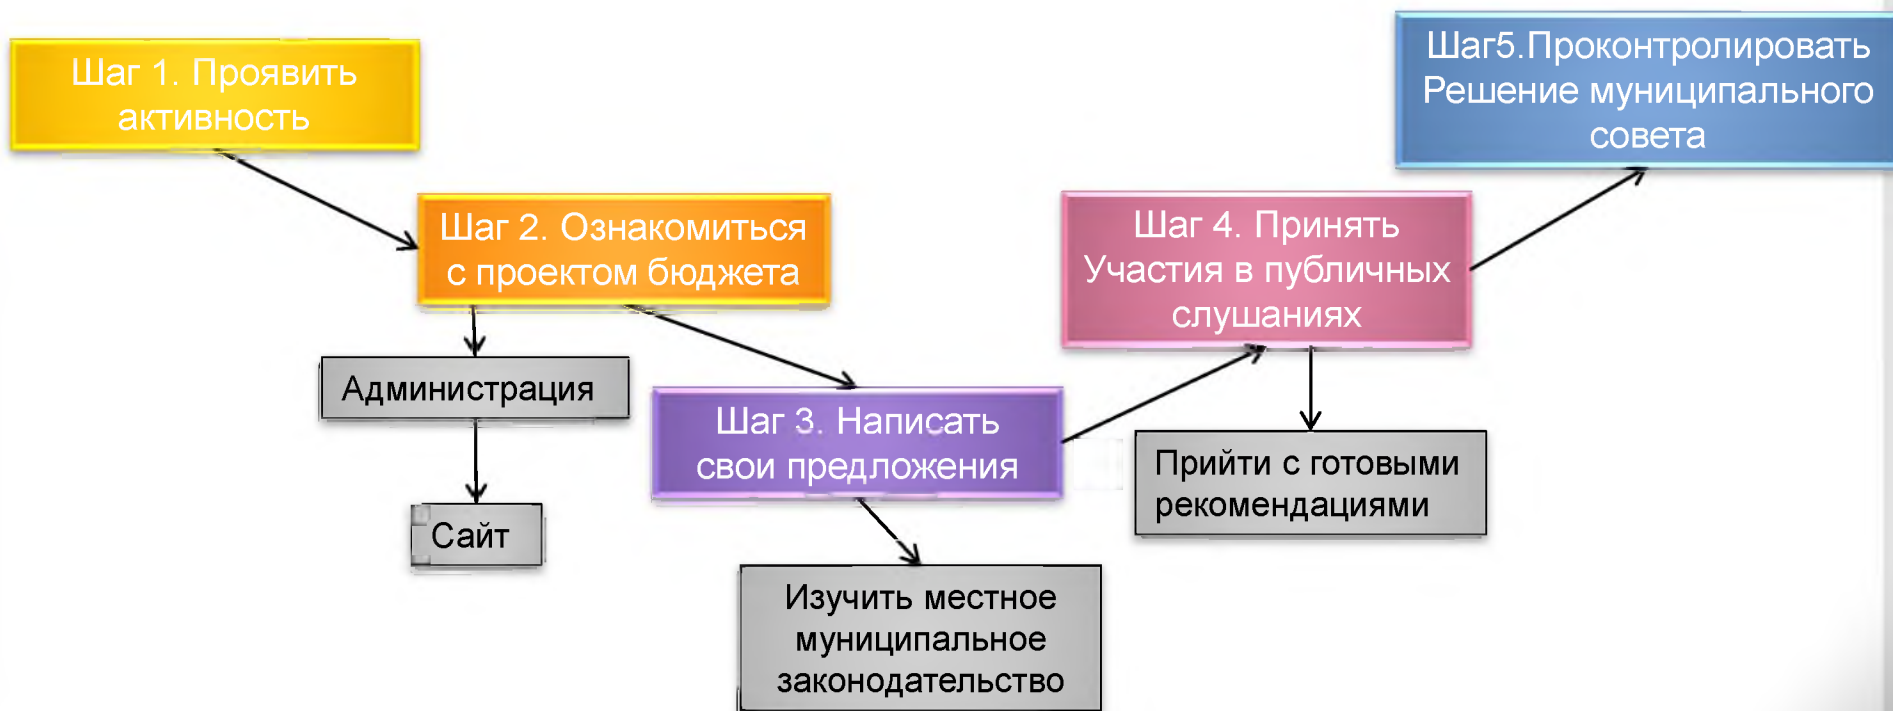 Шаг 1. Проявить
активность
Шаг 2. Ознакомиться
с проектом бюджета
Администрация
Сайт
Шаг 3. Написать
свои предложения
Изучить местное
муниципальное
законодательство
Шаг 4. Принять
Участия в публичных
слушаниях
Прийти с готовыми
рекомендациями
Шаг5.Проконтролировать
Решение муниципального
совета